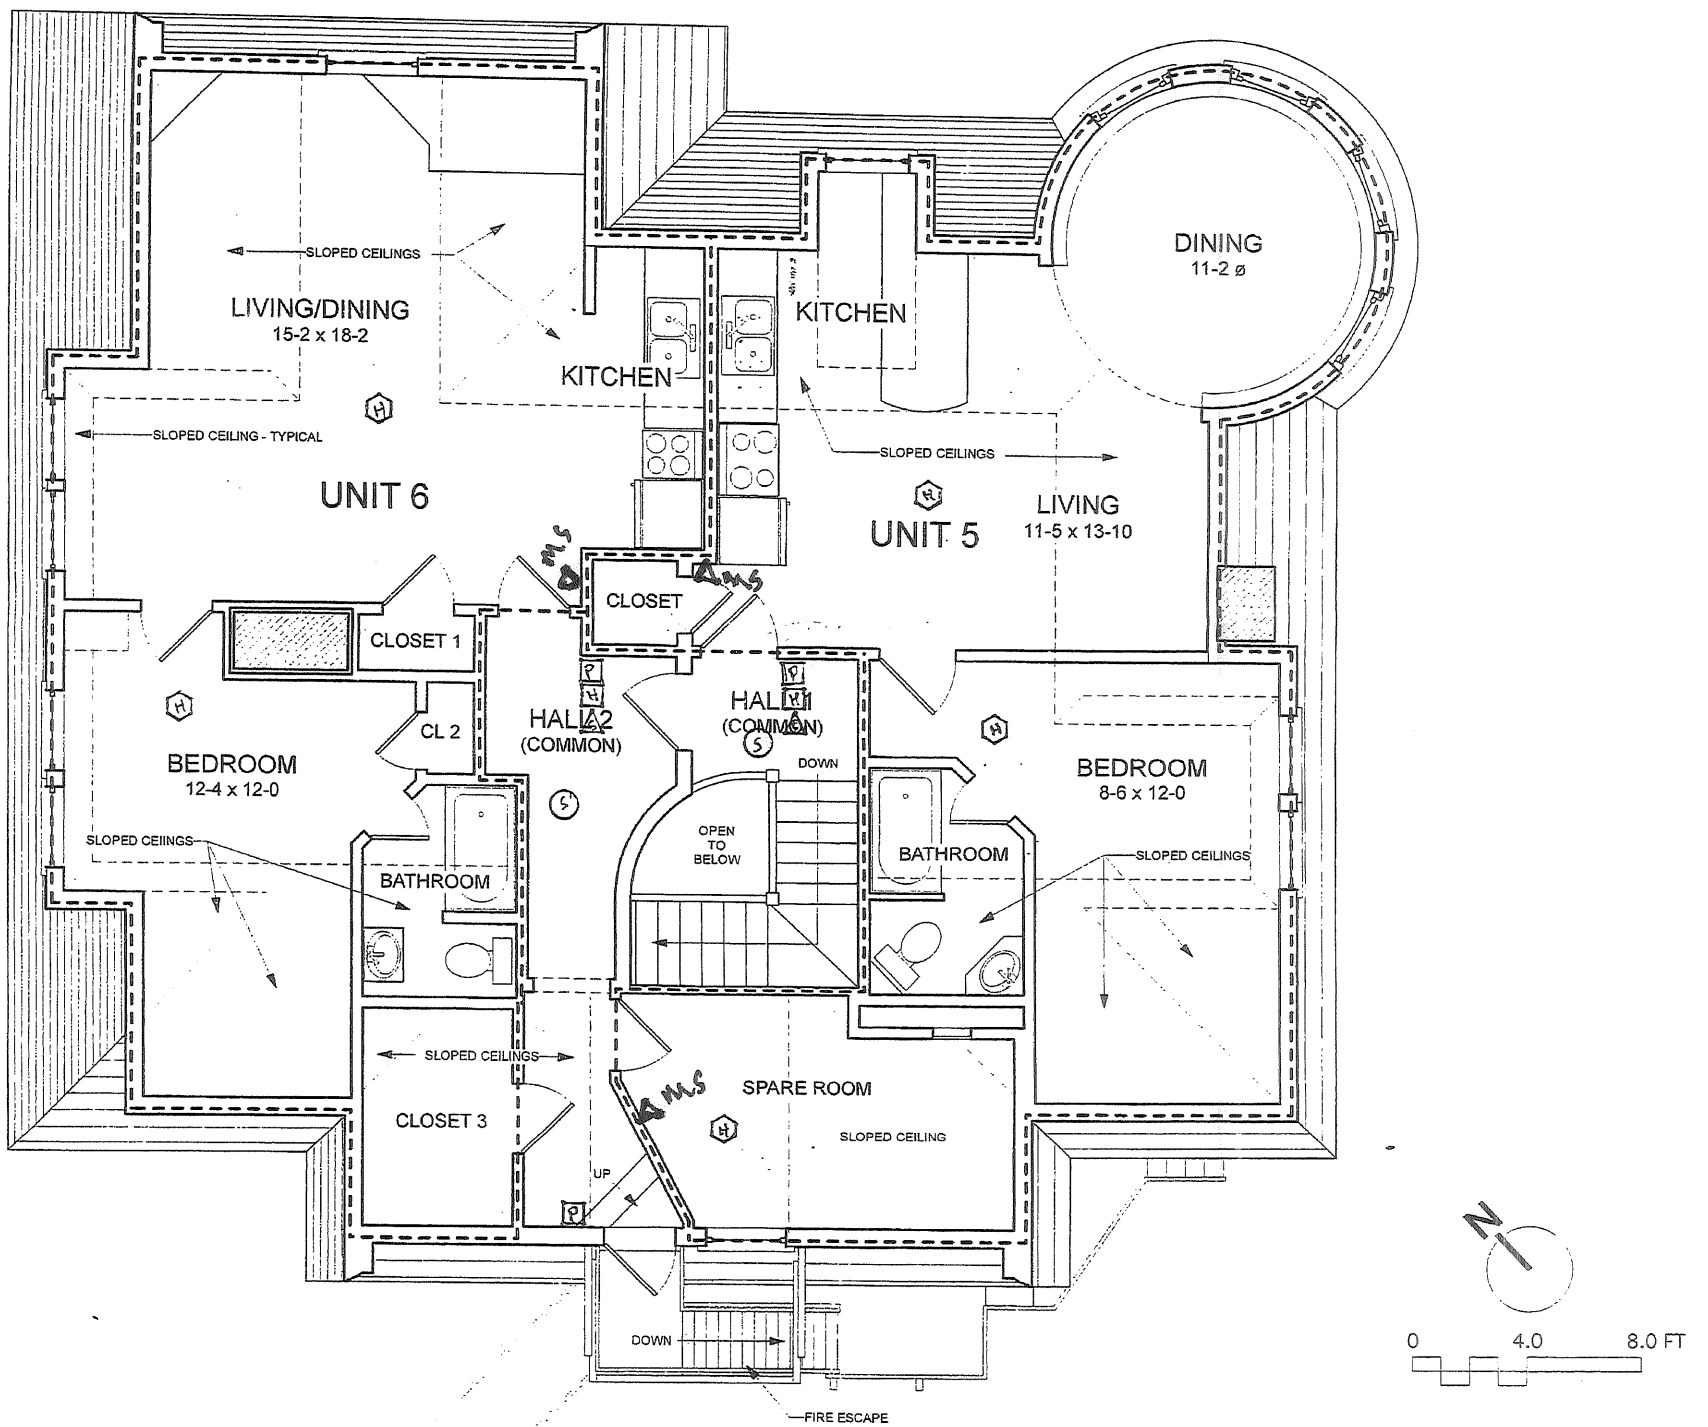 SLOPED CEILINGS
LIVING/DINING
15-2 x 18-2
KITCHEN
H
SLOPED CEILING - TYPICAL
UNIT 6
KITCHEN
DINING
11-2 ø
SLOPED CEILINGS
H
LIVING
11-5 x 13-10
UNIT 5
MS
MS
CLOSET
CLOSET 1
H
CL 2
BEDROOM
12-4 x 12-0
P
H
HALL 2
(COMMON)
S
P
H
HALL 1
(COMMON)
S
DOWN
OPEN
TO
BELOW
H
BEDROOM
8-6 x 12-0
SLOPED CEIINGS
BATHROOM
BATHROOM
SLOPED CEILINGS
SLOPED CEILINGS
CLOSET 3
MS
SPARE ROOM
H
SLOPED CEILING
UP
P
DOWN
FIRE ESCAPE
N
0 4.0 8.0 FT